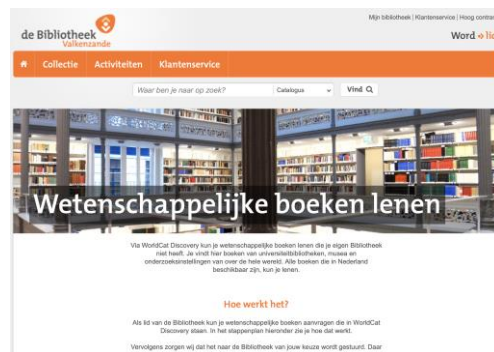 Mijn bibliotheek | Klantenservice | Hoog contra
de Bibliotheek
Valkenzande
Word
Collectie Activiteiten Klantenservice
Waar ben je naar op zoek? Catalogus Vind
Wetenschappelijke boeken lenen
Via WorldCat Discovery kun je wetenschappelijke boeken lenen die je eigen Bibliotheek
niet heeft. Je vindt hier boeken van universiteitbibliotheken, musea en
onderzoeksinstellingen van over de hele wereld. Alle boeken die in Nederland
beschikbaar zijn, kun je lenen.
Hoe werkt het?
Als lid van de Bibliotheek kun je wetenschappelijke boeken aanvragen die in WorldCat
Discovery staan. In het stappenplan hieronder zie je hoe dat werkt.
Vervolgens zorgen wij dat het naar de Bibliotheek van jouw keuze wordt gestuurd. Daar